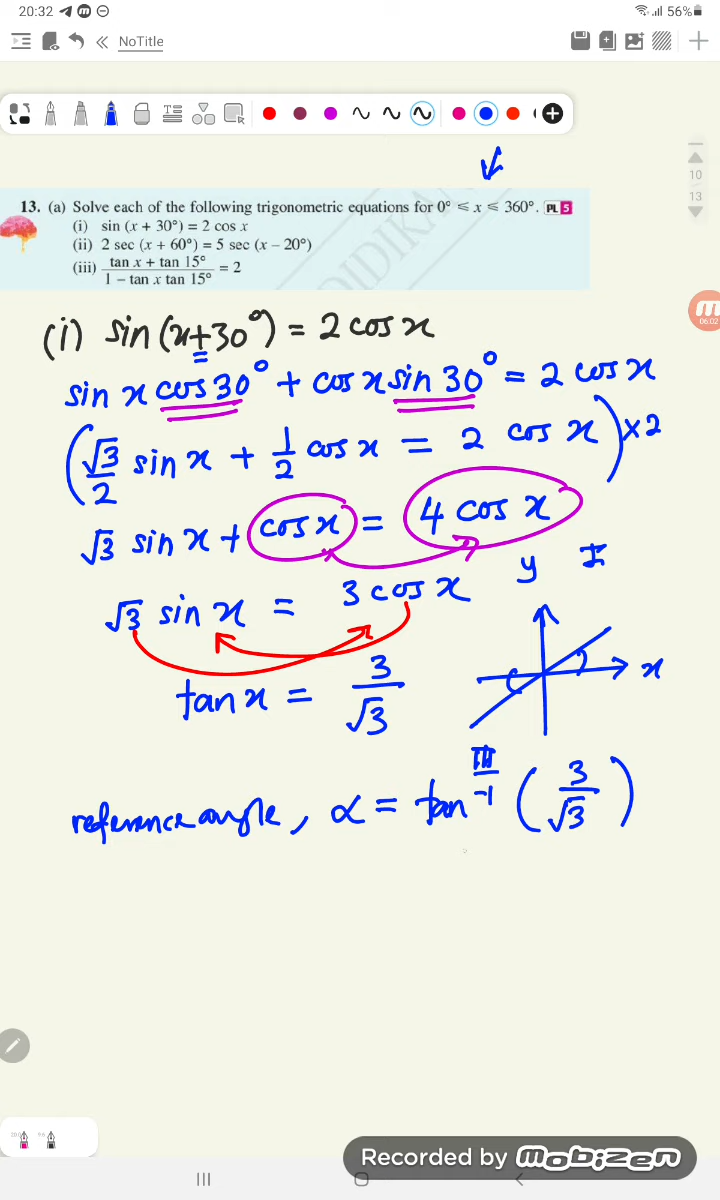 20:32 56%
NoTitle
10
13
13. (a) Solve each of the following trigonometric equations for 0° ⩽ x ⩽ 360°. PL 5
(i) sin (x + 30°) = 2 cos x
(ii) 2 sec (x + 60°) = 5 sec (x – 20°)
(iii) (tan x + tan 15°)/(1 – tan x tan 15°) = 2
06:02
(i) sin(x+30°) = 2 cos x
sin x cos 30° + cos x sin 30° = 2 cos x
(√3/2 sin x + 1/2 cos x = 2 cos x) ×2
√3 sin x + cos x = 4 cos x
y I
√3 sin x = 3 cos x
x
tan x = 3/√3
III
reference angle, α = tan⁻¹ (3/√3)
Recorded by mobizen